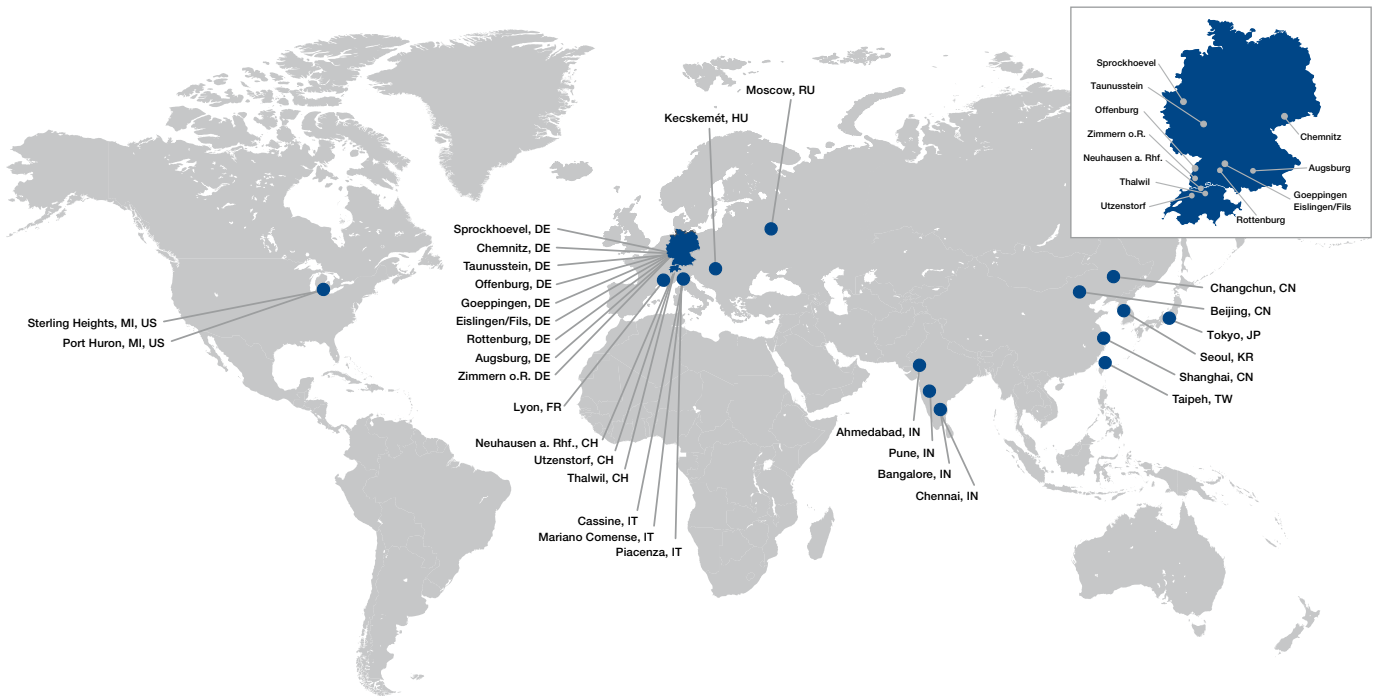 Moscow, RU
Kecskemét, HU
Sprockhoevel, DE
Chemnitz, DE
Taunusstein, DE
Offenburg, DE
Goeppingen, DE
Eislingen/Fils, DE
Rottenburg, DE
Augsburg, DE
Zimmern o.R. DE
Lyon, FR
Neuhausen a. Rhf., CH
Utzenstorf, CH
Thalwil, CH
Cassine, IT
Mariano Comense, IT
Piacenza, IT
Sterling Heights, MI, US
Port Huron, MI, US
Ahmedabad, IN
Pune, IN
Bangalore, IN
Chennai, IN
Changchun, CN
Beijing, CN
Tokyo, JP
Seoul, KR
Shanghai, CN
Taipeh, TW
Sprockhoevel
Taunusstein
Offenburg
Zimmern o.R.
Neuhausen a. Rhf.
Thalwil
Utzenstorf
Chemnitz
Augsburg
Goeppingen
Eislingen/Fils
Rottenburg